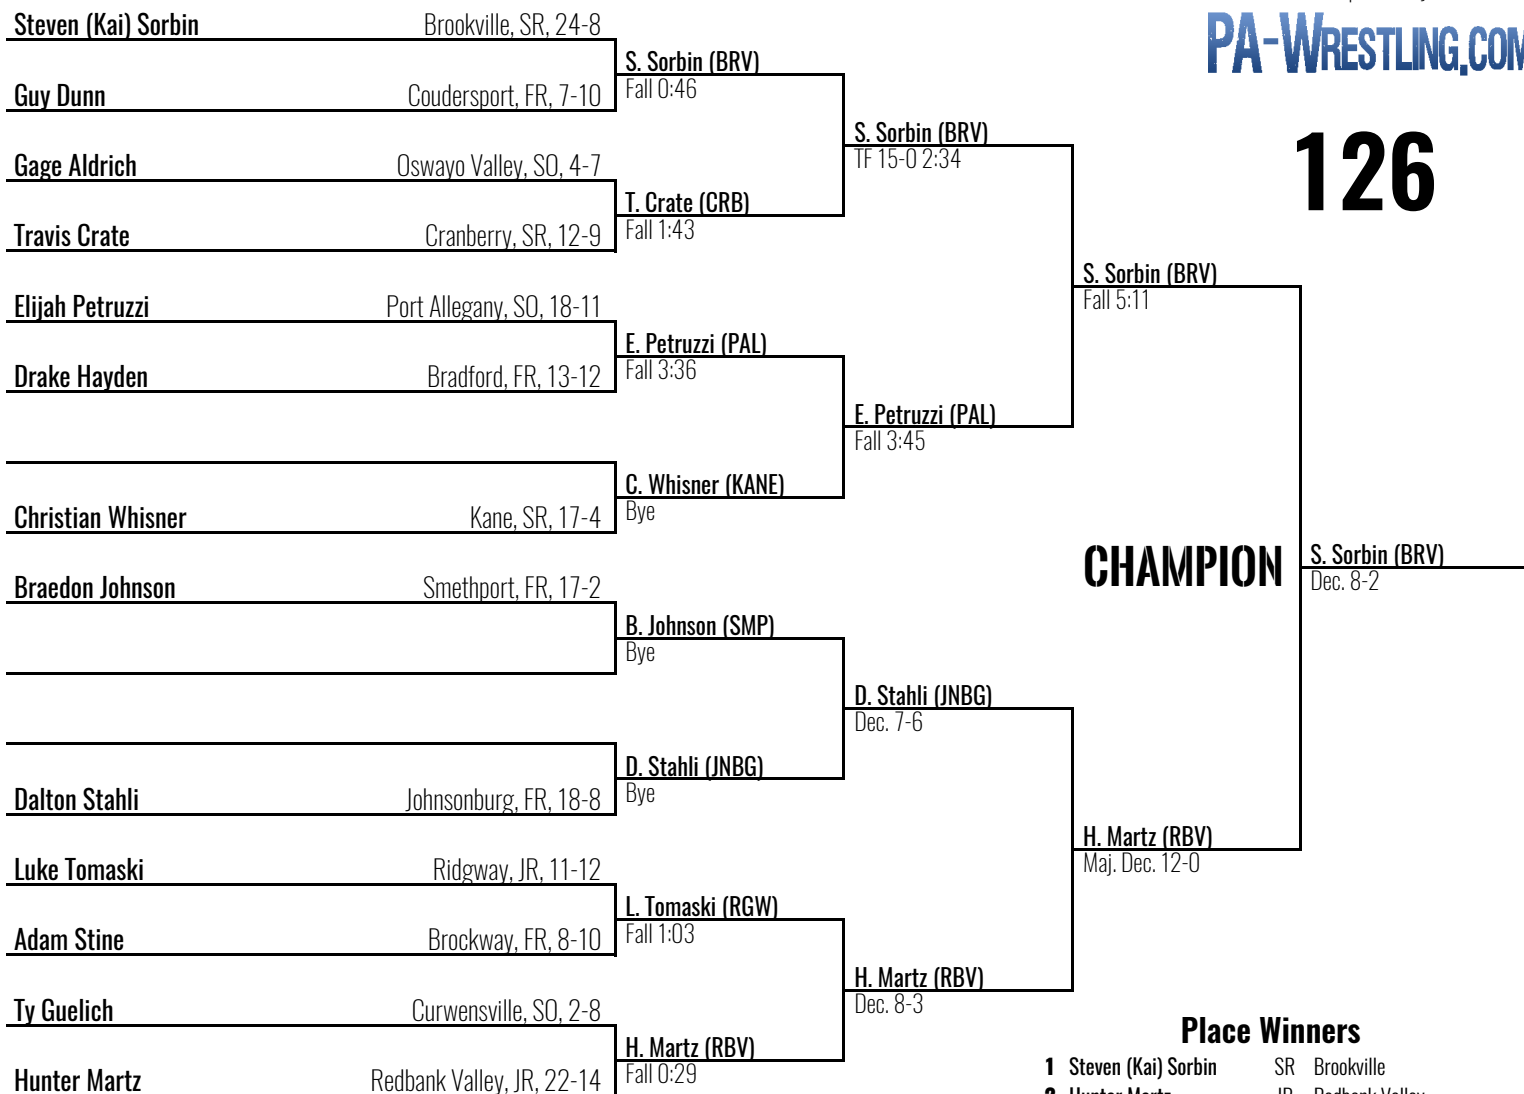 Steven (Kai) Sorbin Brookville, SR, 24-8
Guy Dunn Coudersport, FR, 7-10
Gage Aldrich Oswayo Valley, SO, 4-7
Travis Crate Cranberry, SR, 12-9
Elijah Petruzzi Port Allegany, SO, 18-11
Drake Hayden Bradford, FR, 13-12
Christian Whisner Kane, SR, 17-4
Braedon Johnson Smethport, FR, 17-2
Dalton Stahli Johnsonburg, FR, 18-8
Luke Tomaski Ridgway, JR, 11-12
Adam Stine Brockway, FR, 8-10
Ty Guelich Curwensville, SO, 2-8
Hunter Martz Redbank Valley, JR, 22-14
S. Sorbin (BRV)
Fall 0:46
T. Crate (CRB)
Fall 1:43
E. Petruzzi (PAL)
Fall 3:36
C. Whisner (KANE)
Bye
B. Johnson (SMP)
Bye
D. Stahli (JNBG)
Bye
L. Tomaski (RGW)
Fall 1:03
H. Martz (RBV)
Fall 0:29
S. Sorbin (BRV)
TF 15-0 2:34
E. Petruzzi (PAL)
Fall 3:45
D. Stahli (JNBG)
Dec. 7-6
H. Martz (RBV)
Dec. 8-3
S. Sorbin (BRV)
Fall 5:11
H. Martz (RBV)
Maj. Dec. 12-0
CHAMPION
S. Sorbin (BRV)
Dec. 8-2
PA-WRESTLING.COM
126
Place Winners
1 Steven (Kai) Sorbin SR Brookville
2 Hunter Martz JR Redbank Valley